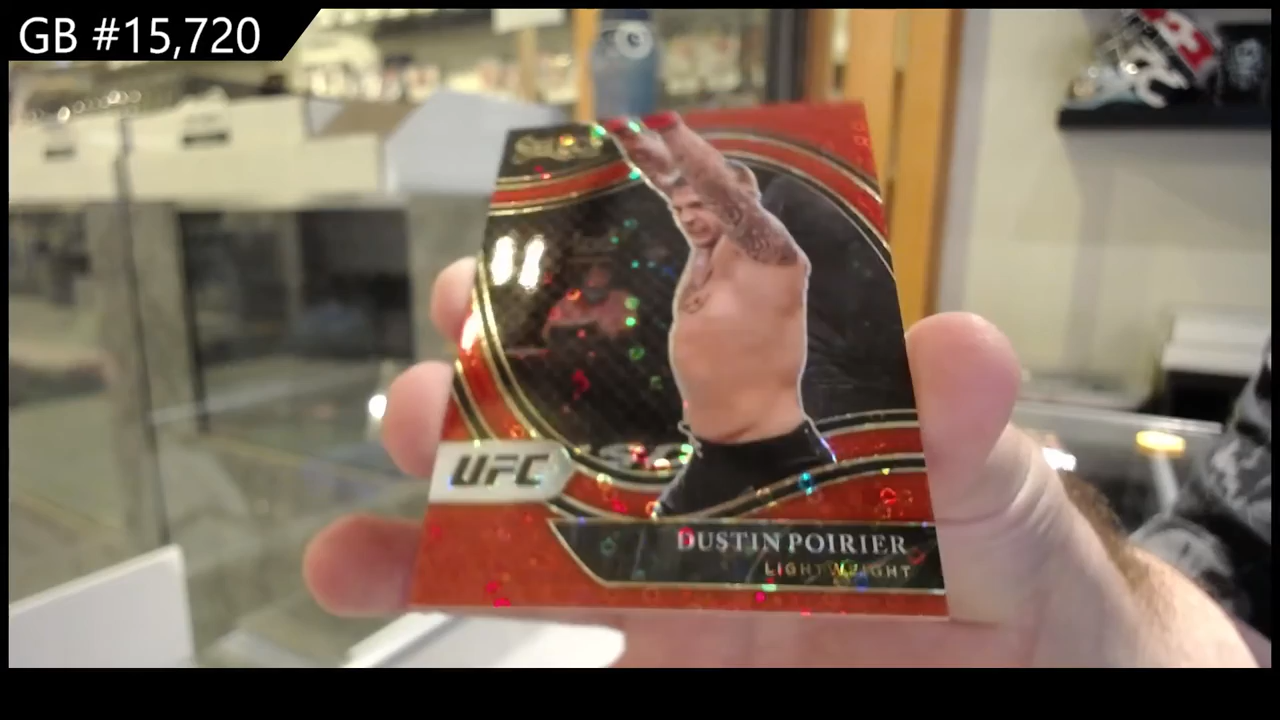 GB #15,720
SELECT
UFC
DUSTIN POIRIER
LIGHTWEIGHT